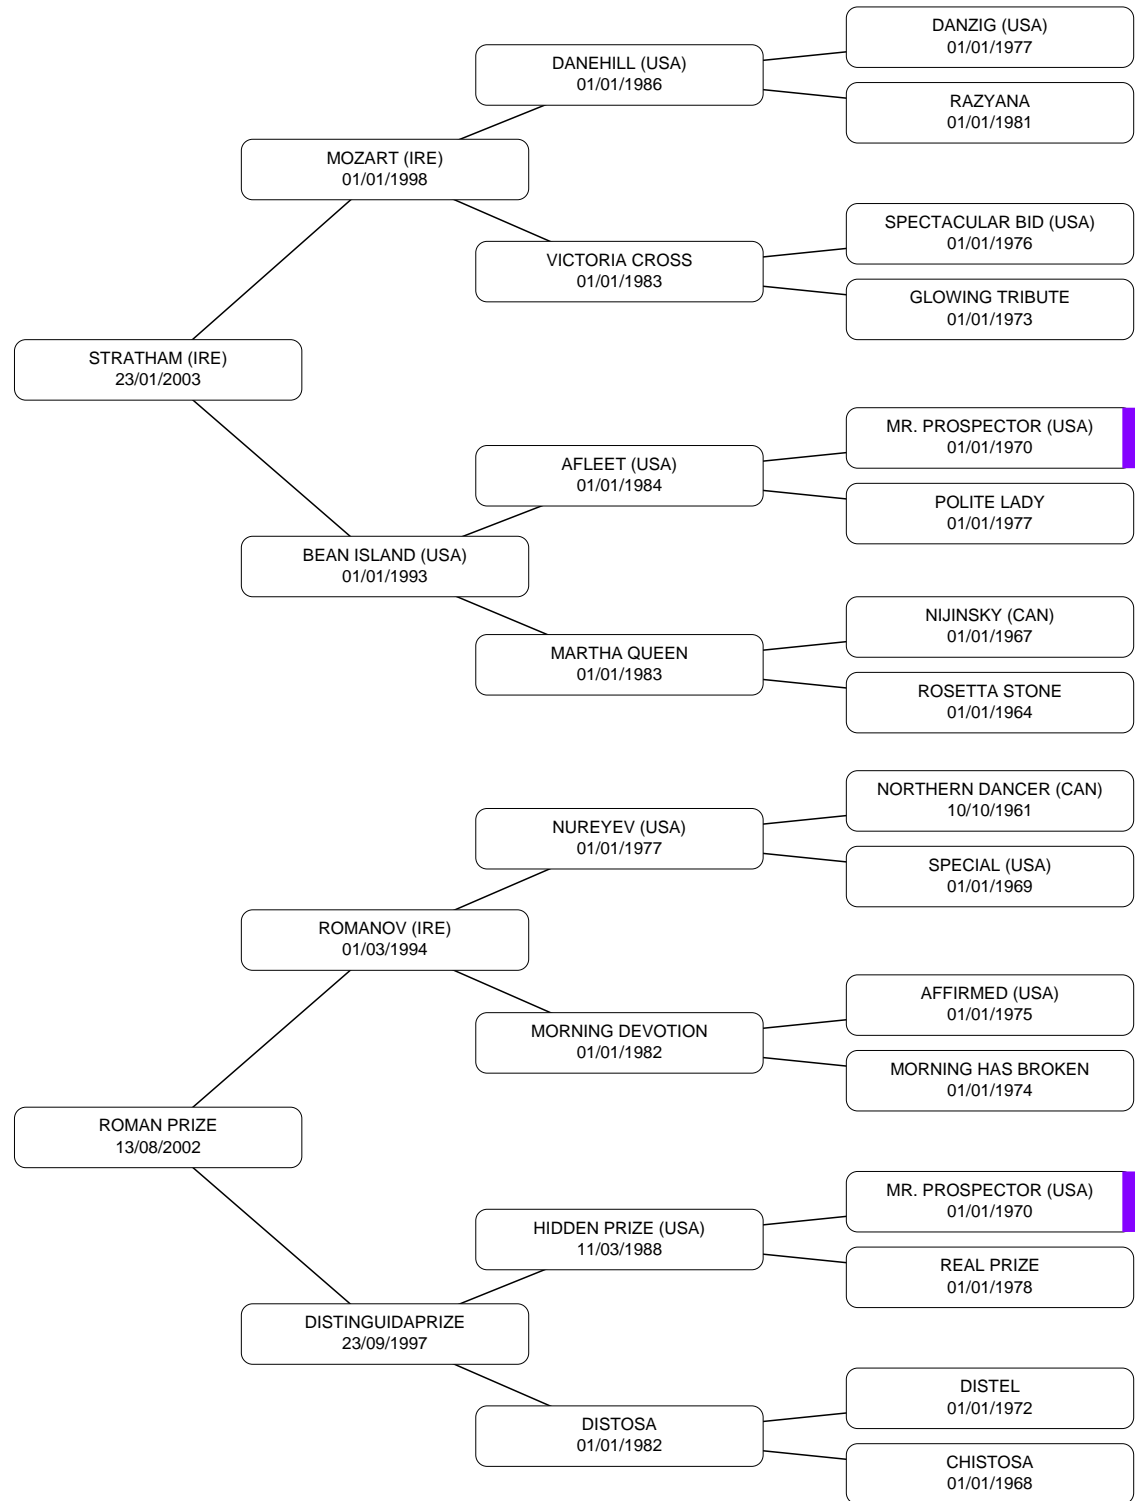 DANZIG (USA)
01/01/1977
DANEHILL (USA)
01/01/1986
RAZYANA
01/01/1981
MOZART (IRE)
01/01/1998
SPECTACULAR BID (USA)
01/01/1976
VICTORIA CROSS
01/01/1983
GLOWING TRIBUTE
01/01/1973
STRATHAM (IRE)
23/01/2003
MR. PROSPECTOR (USA)
01/01/1970
AFLEET (USA)
01/01/1984
POLITE LADY
01/01/1977
BEAN ISLAND (USA)
01/01/1993
NIJINSKY (CAN)
01/01/1967
MARTHA QUEEN
01/01/1983
ROSETTA STONE
01/01/1964
NORTHERN DANCER (CAN)
10/10/1961
NUREYEV (USA)
01/01/1977
SPECIAL (USA)
01/01/1969
ROMANOV (IRE)
01/03/1994
AFFIRMED (USA)
01/01/1975
MORNING DEVOTION
01/01/1982
MORNING HAS BROKEN
01/01/1974
ROMAN PRIZE
13/08/2002
MR. PROSPECTOR (USA)
01/01/1970
HIDDEN PRIZE (USA)
11/03/1988
REAL PRIZE
01/01/1978
DISTINGUIDAPRIZE
23/09/1997
DISTEL
01/01/1972
DISTOSA
01/01/1982
CHISTOSA
01/01/1968